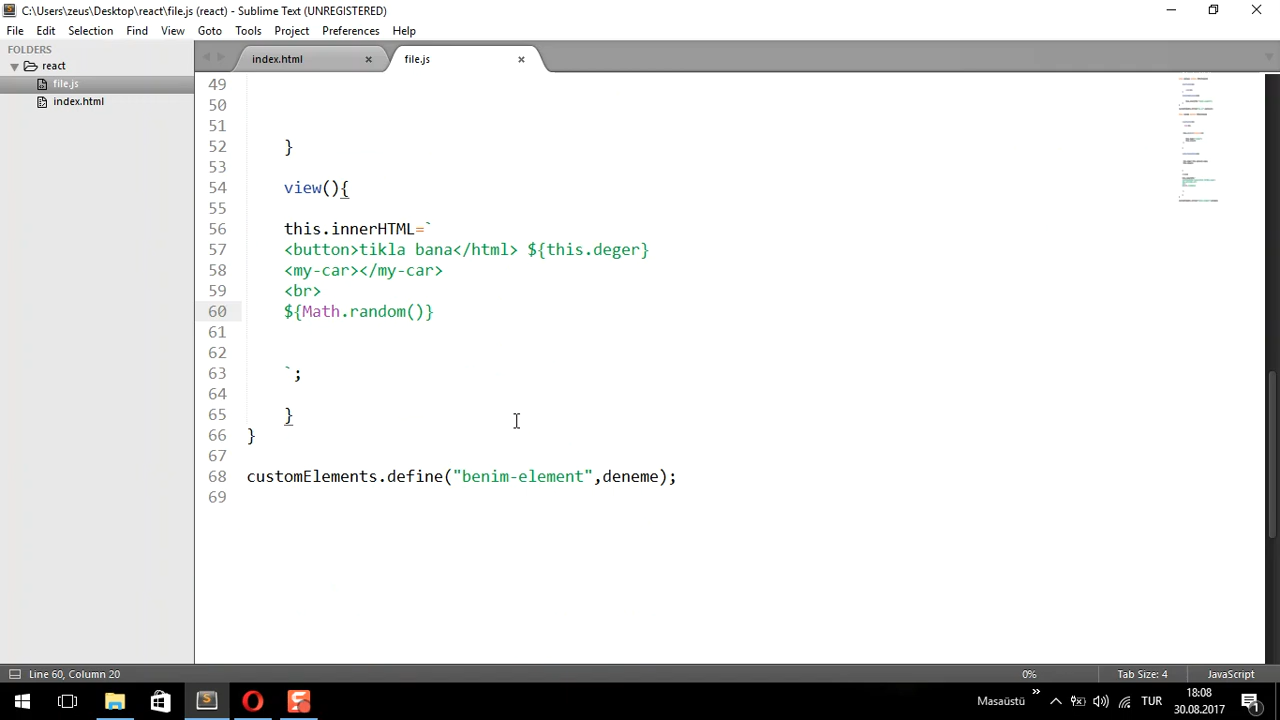 C:\Users\zeus\Desktop\react\file.js (react) - Sublime Text (UNREGISTERED)
File Edit Selection Find View Goto Tools Project Preferences Help
FOLDERS
react
file.js
index.html
index.html
file.js
49
50
51
52 }
53
54 view(){
55
56 this.innerHTML=`
57 <button>tikla bana</html> ${this.deger}
58 <my-car></my-car>
59 <br>
60 ${Math.random()}
61
62
63 `;
64
65 }
66 }
67
68 customElements.define("benim-element",deneme);
69
Line 60, Column 20
0%
Tab Size: 4
JavaScript
Masaüstü
TUR
18:08
30.08.2017
1